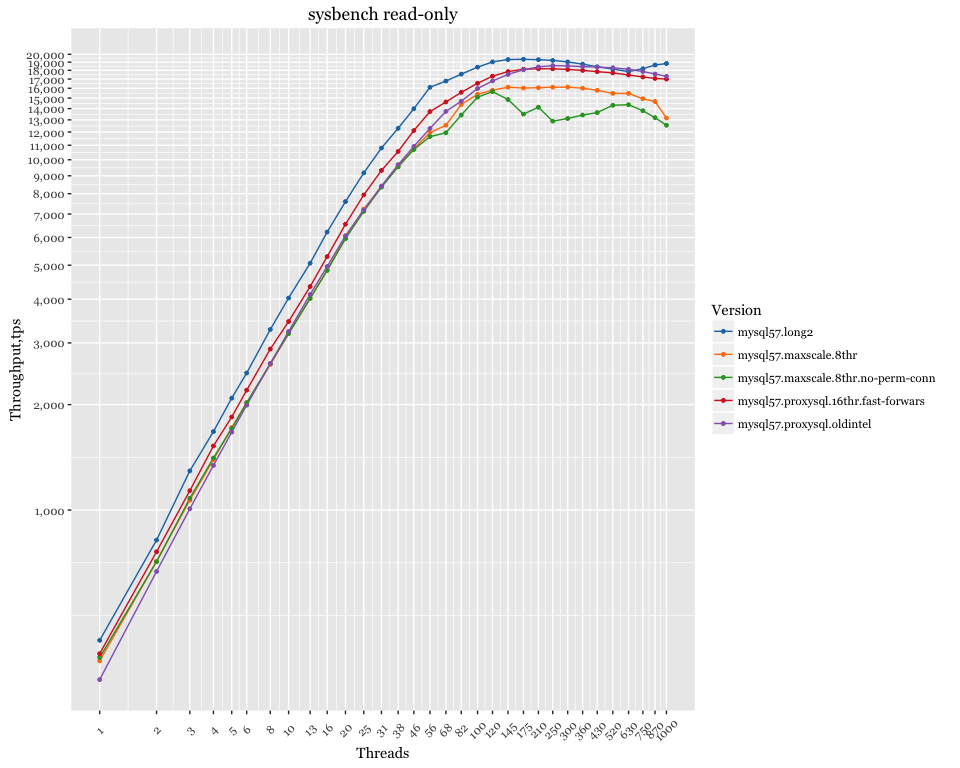 sysbench read-only
20,000
19,000
18,000
17,000
16,000
15,000
14,000
13,000
12,000
11,000
10,000
9,000
8,000
7,000
6,000
5,000
4,000
3,000
2,000
1,000
Throughput,tps
1 2 3 4 5 6 8 10 13 16 20 25 31 38 46 56 68 82 100 120 145 175 210 250 300 360 430 520 630 750 870 1000
Threads
Version
mysql57.long2
mysql57.maxscale.8thr
mysql57.maxscale.8thr.no-perm-conn
mysql57.proxysql.16thr.fast-forwars
mysql57.proxysql.oldintel